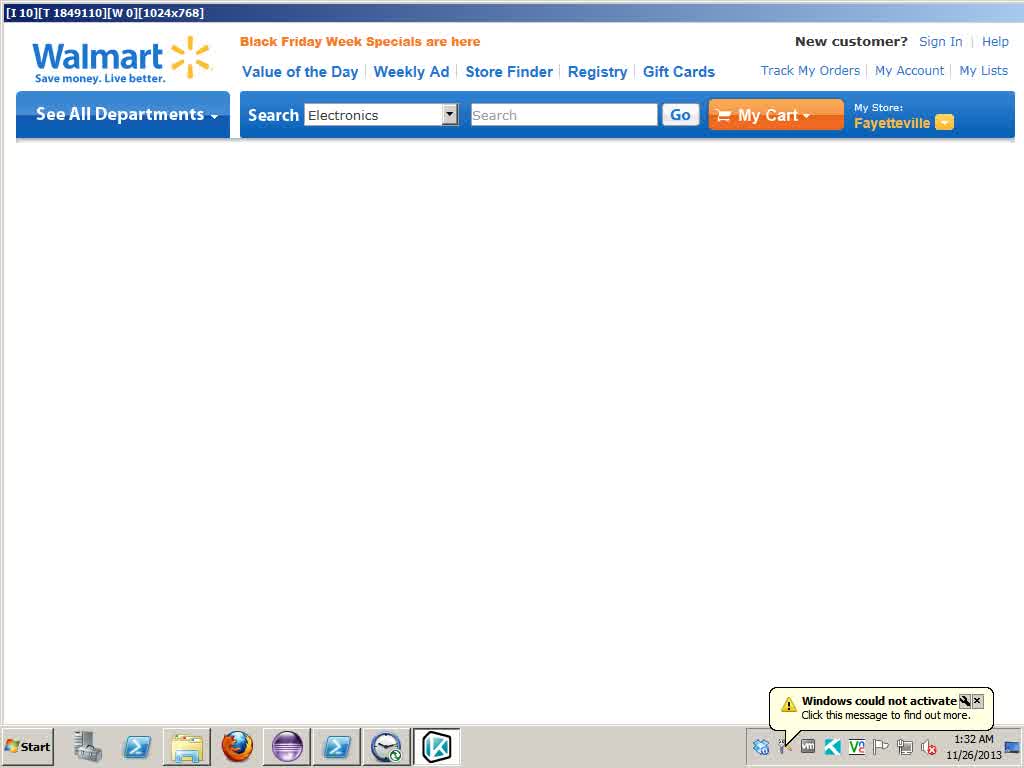 [I 10][T 1849110][W 0][1024x768]
Walmart
Save money. Live better.
Black Friday Week Specials are here
New customer? Sign In Help
Value of the Day Weekly Ad Store Finder Registry Gift Cards
Track My Orders My Account My Lists
See All Departments
Search Electronics Search Go My Cart
My Store:
Fayetteville
Windows could not activate
Click this message to find out more.
Start
1:32 AM
11/26/2013